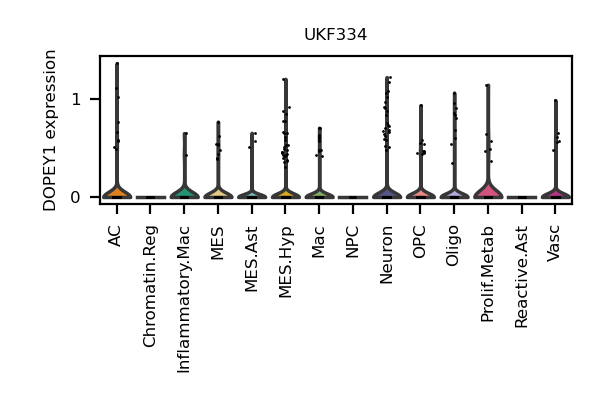 UKF334
DOPEY1 expression
1
0
AC
Chromatin.Reg
Inflammatory.Mac
MES
MES.Ast
MES.Hyp
Mac
NPC
Neuron
OPC
Oligo
Prolif.Metab
Reactive.Ast
Vasc